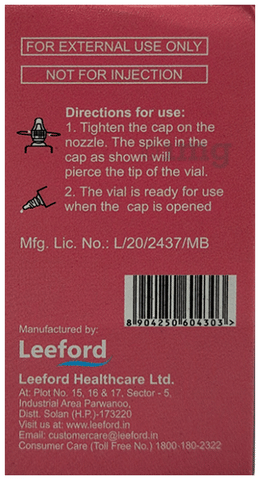 FOR EXTERNAL USE ONLY
NOT FOR INJECTION
Directions for use:
1. Tighten the cap on the
nozzle. The spike in the
cap as shown will
pierce the tip of the vial.
2. The vial is ready for use
when the cap is opened
Mfg. Lic. No.: L/20/2437/MB
8904250604303>
Manufactured by:
Leeford
Leeford Healthcare Ltd.
At: Plot No. 15, 16 & 17, Sector - 5,
Industrial Area Parwanoo,
Distt. Solan (H.P.)-173220
Visit us at: www.leeford.in
Email: customercare@leeford.in
Consumer Care (Toll Free No.) 1800 180-2322